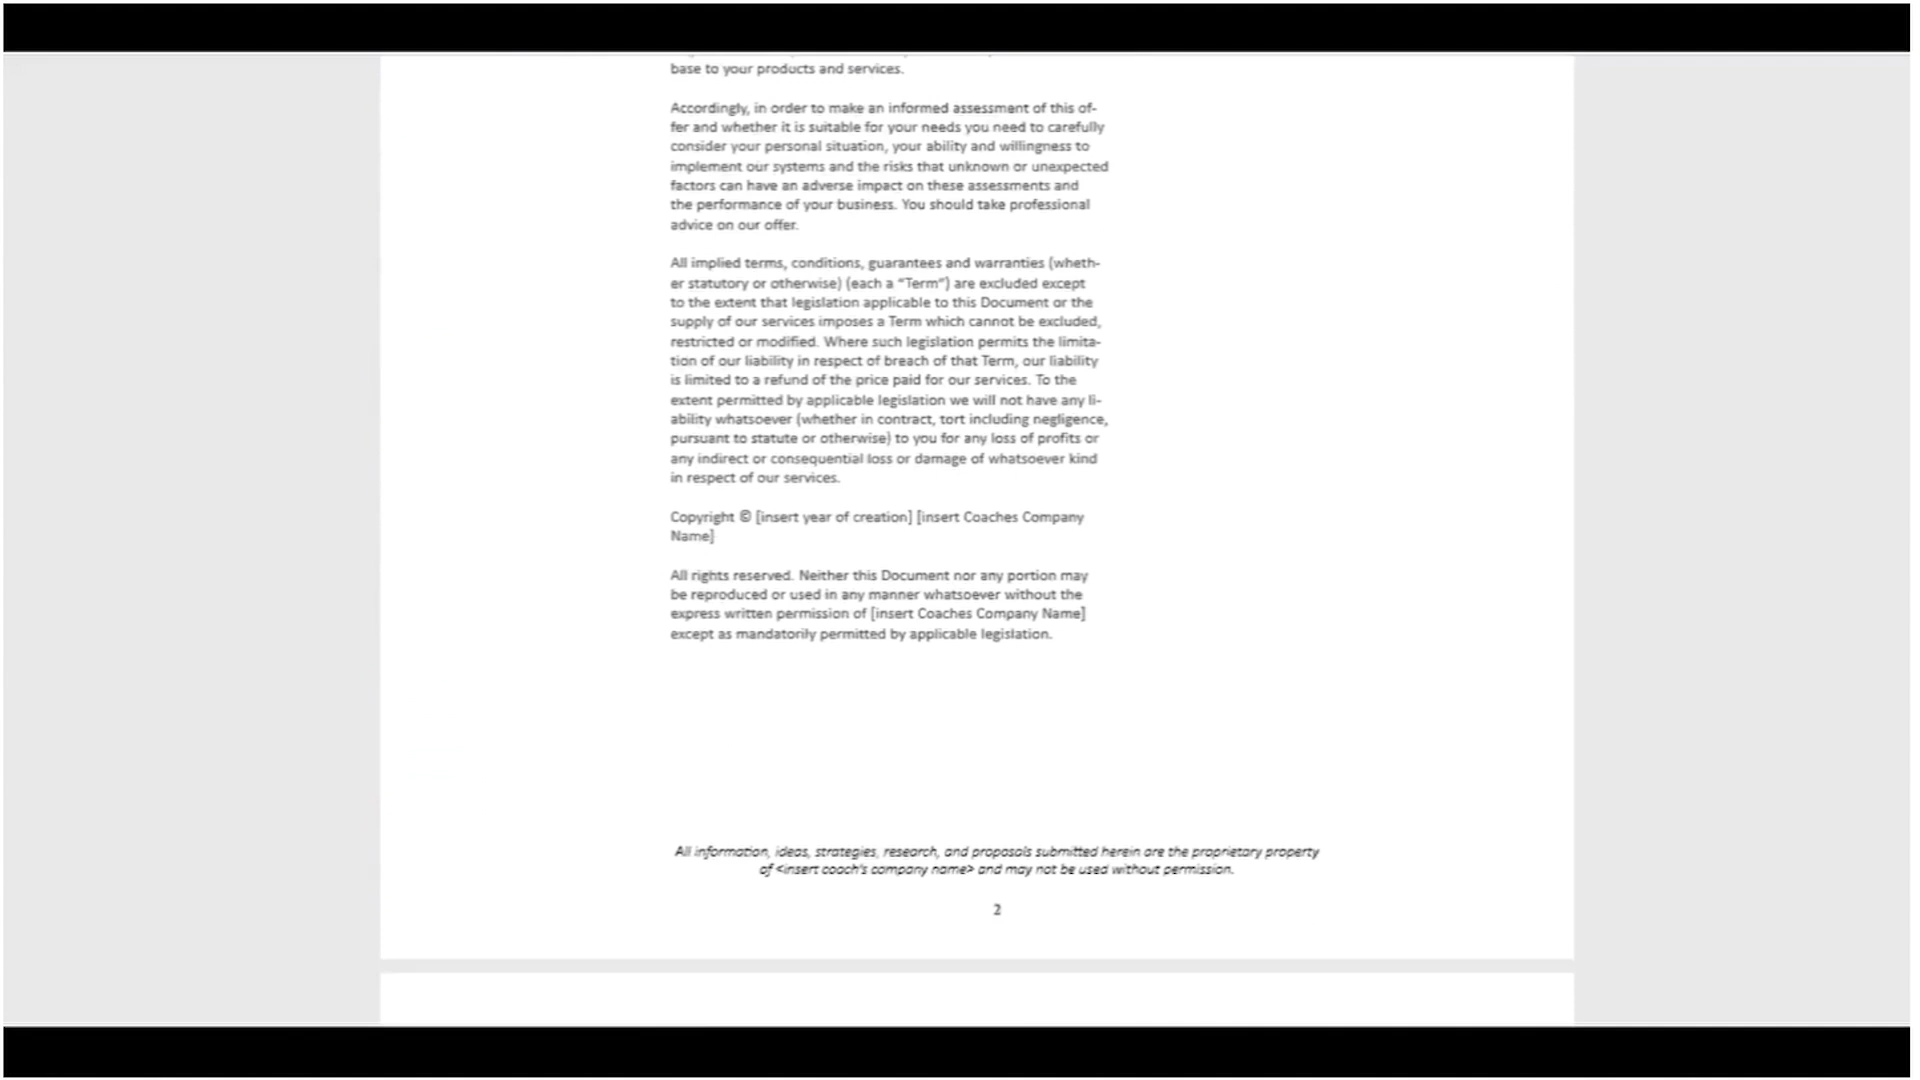 base to your products and services.
Accordingly, in order to make an informed assessment of this of-
fer and whether it is suitable for your needs you need to carefully
consider your personal situation, your ability and willingness to
implement our systems and the risks that unknown or unexpected
factors can have an adverse impact on these assessments and
the performance of your business. You should take professional
advice on our offer.
All implied terms, conditions, guarantees and warranties (wheth-
er statutory or otherwise) (each a “Term”) are excluded except
to the extent that legislation applicable to this Document or the
supply of our services imposes a Term which cannot be excluded,
restricted or modified. Where such legislation permits the limita-
tion of our liability in respect of breach of that Term, our liability
is limited to a refund of the price paid for our services. To the
extent permitted by applicable legislation we will not have any li-
ability whatsoever (whether in contract, tort including negligence,
pursuant to statute or otherwise) to you for any loss of profits or
any indirect or consequential loss or damage of whatsoever kind
in respect of our services.
Copyright © [insert year of creation] [insert Coaches Company
Name]
All rights reserved. Neither this Document nor any portion may
be reproduced or used in any manner whatsoever without the
express written permission of [insert Coaches Company Name]
except as mandatorily permitted by applicable legislation.
All information, ideas, strategies, research, and proposals submitted herein are the proprietary property
of <insert coach's company name> and may not be used without permission.
2